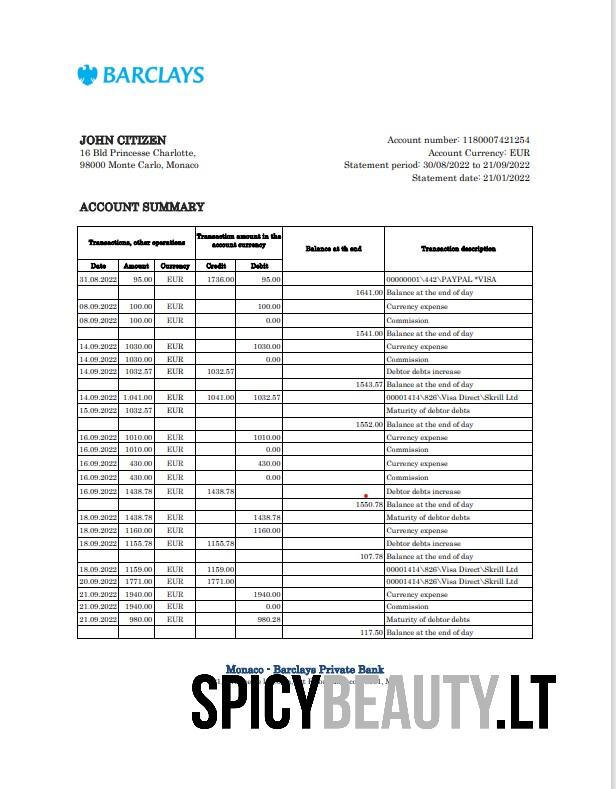 BARCLAYS
JOHN CITIZEN
16 Bld Princesse Charlotte,
98000 Monte Carlo, Monaco
Account number: 1180007421254
Account Currency: EUR
Statement period: 30/08/2022 to 21/09/2022
Statement date: 21/01/2022
ACCOUNT SUMMARY
Transactions, other operations Transaction amount in the account currency Balance at th end Transaction description
Date Amount Currency Credit Debit
31.08.2022 95.00 EUR 1736.00 95.00 00000001\442\PAYPAL *VISA
1641.00 Balance at the end of day
08.09.2022 100.00 EUR 100.00 Currency expense
08.09.2022 100.00 EUR 0.00 Commission
1541.00 Balance at the end of day
14.09.2022 1030.00 EUR 1030.00 Currency expense
14.09.2022 1030.00 EUR 0.00 Commission
14.09.2022 1032.57 EUR 1032.57 Debtor debts increase
1543.57 Balance at the end of day
14.09.2022 1.041.00 EUR 1041.00 1032.57 00001414\826\Visa Direct\Skrill Ltd
15.09.2022 1032.57 EUR Maturity of debtor debts
1552.00 Balance at the end of day
16.09.2022 1010.00 EUR 1010.00 Currency expense
16.09.2022 1010.00 EUR 0.00 Commission
16.09.2022 430.00 EUR 430.00 Currency expense
16.09.2022 430.00 EUR 0.00 Commission
16.09.2022 1438.78 EUR 1438.78 Debtor debts increase
1550.78 Balance at the end of day
18.09.2022 1438.78 EUR 1438.78 Maturity of debtor debts
18.09.2022 1160.00 EUR 1160.00 Currency expense
18.09.2022 1155.78 EUR 1155.78 Debtor debts increase
107.78 Balance at the end of day
18.09.2022 1159.00 EUR 1159.00 00001414\826\Visa Direct\Skrill Ltd
20.09.2022 1771.00 EUR 1771.00 00001414\826\Visa Direct\Skrill Ltd
21.09.2022 1940.00 EUR 1940.00 Currency expense
21.09.2022 1940.00 EUR 0.00 Commission
21.09.2022 980.00 EUR 980.28 Maturity of debtor debts
117.50 Balance at the end of day
Monaco - Barclays Private Bank
SPICYBEAUTY.LT